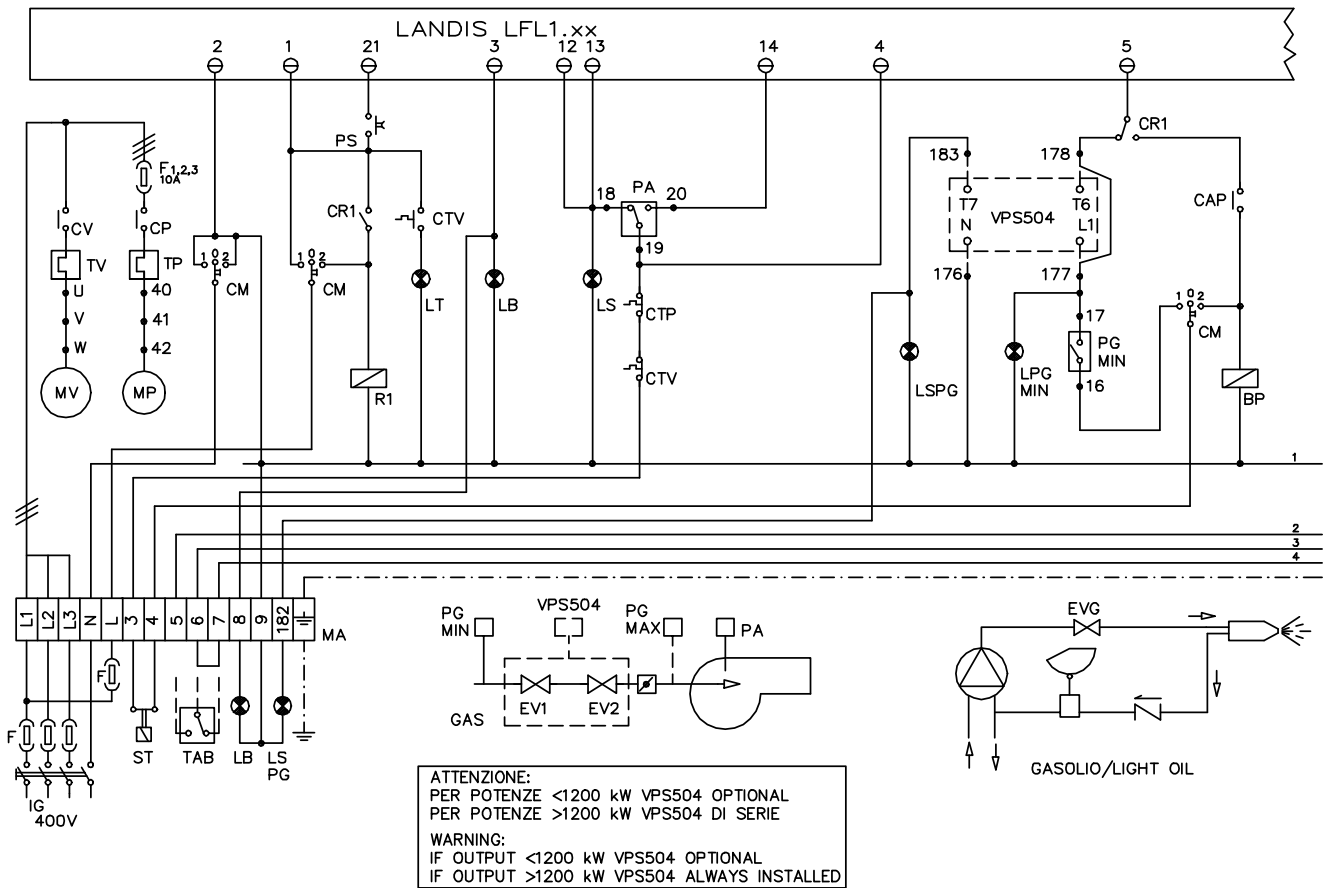 LANDIS LFL1.xx
2 1 21 3 12 13 14 4 5
PS
CR1
183 178
F 1,2,3
10A
18 PA 20
T7 VPS504 T6
N L1
CAP
CV CP
CR1
CTV
19
TV TP
1 0 2
CM
1 0 2
CM
176 177
U 40
LT
LB
LS
CTP
V 41
17
1 0 2
CM
W 42
CTV
PG
MIN
LSPG
LPG
MIN
16
MV MP
R1
BP
1
2
3
4
L1 L2 L3 N L 3 4 5 6 7 8 9 182
MA
F
F
ST
TAB
LB
LS
PG
IG
400V
PG
MIN
VPS504
PG
MAX
PA
GAS
EV1 EV2
EVG
GASOLIO/LIGHT OIL
ATTENZIONE:
PER POTENZE <1200 kW VPS504 OPTIONAL
PER POTENZE >1200 kW VPS504 DI SERIE
WARNING:
IF OUTPUT <1200 kW VPS504 OPTIONAL
IF OUTPUT >1200 kW VPS504 ALWAYS INSTALLED